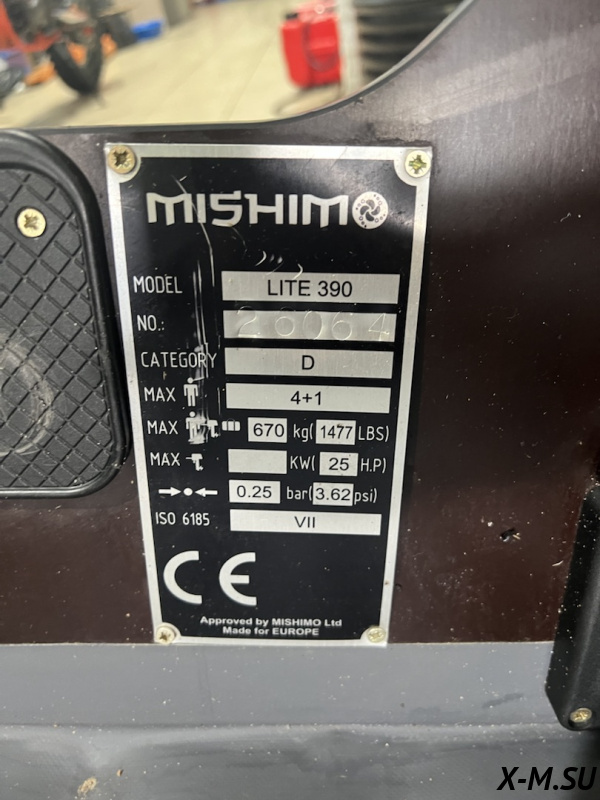 MISHIMO
MODEL LITE 390
NO.: 26064
CATEGORY D
MAX 4+1
MAX 670 kg(1477 LBS)
MAX KW(25 H.P)
0.25 bar(3.62 psi)
ISO 6185 VII
CE
Approved by MISHIMO Ltd
Made for EUROPE
X-M.SU